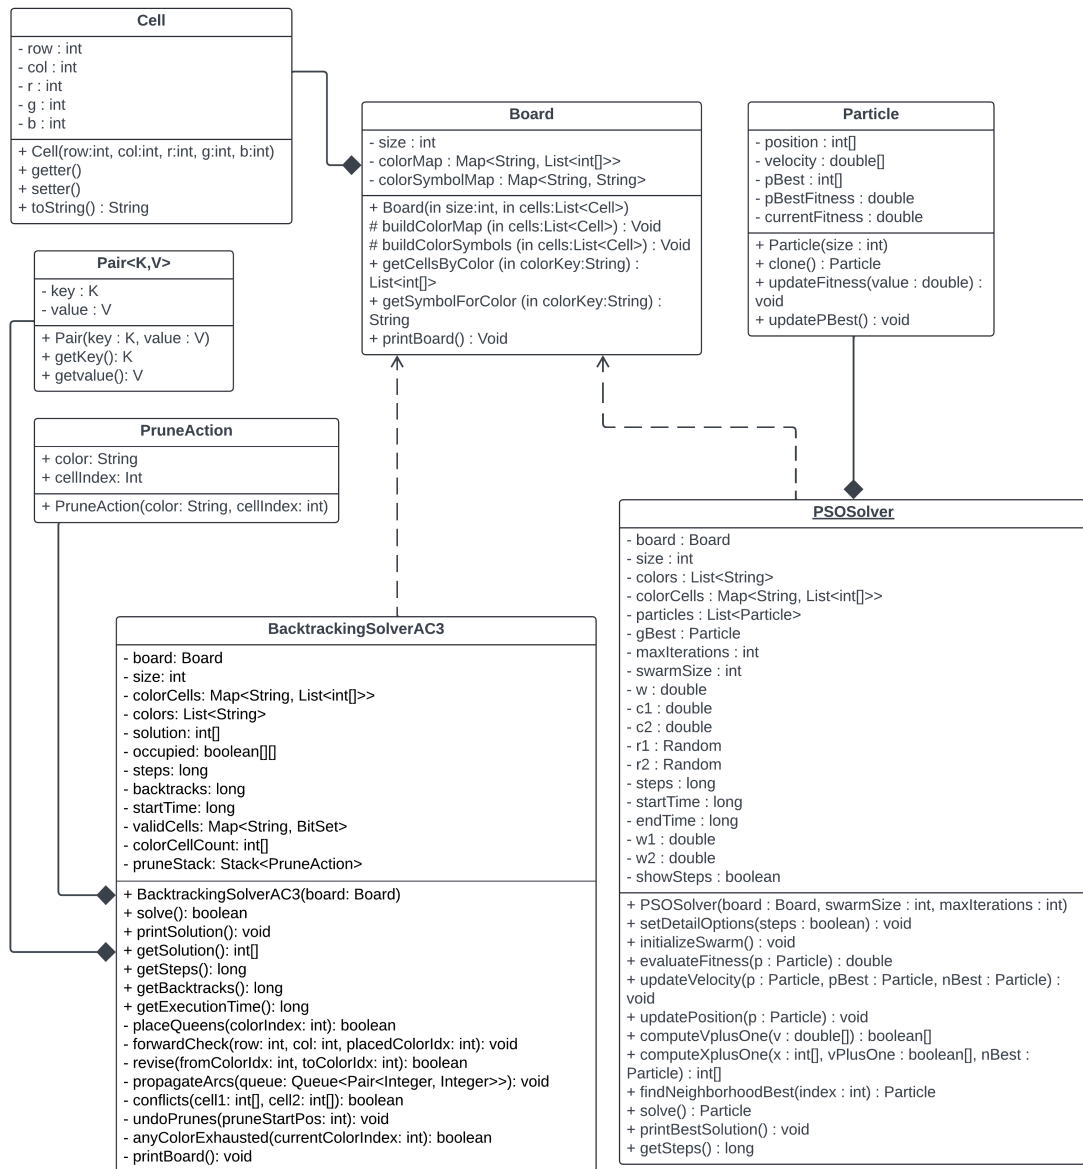 Cell
- row : int
- col : int
- r : int
- g : int
- b : int
+ Cell(row:int, col:int, r:int, g:int, b:int)
+ getter()
+ setter()
+ toString() : String
Board
- size : int
- colorMap : Map<String, List<int[]>>
- colorSymbolMap : Map<String, String>
+ Board(in size:int, in cells:List<Cell>)
# buildColorMap (in cells:List<Cell>) : Void
# buildColorSymbols (in cells:List<Cell>) : Void
+ getCellsByColor (in colorKey:String) :
List<int[]>
+ getSymbolForColor (in colorKey:String) :
String
+ printBoard() : Void
Particle
- position : int[]
- velocity : double[]
- pBest : int[]
- pBestFitness : double
- currentFitness : double
+ Particle(size : int)
+ clone() : Particle
+ updateFitness(value : double) :
void
+ updatePBest() : void
Pair<K,V>
- key : K
- value : V
+ Pair(key : K, value : V)
+ getKey(): K
+ getvalue(): V
PruneAction
+ color: String
+ cellIndex: Int
+ PruneAction(color: String, cellIndex: int)
BacktrackingSolverAC3
- board: Board
- size: int
- colorCells: Map<String, List<int[]>>
- colors: List<String>
- solution: int[]
- occupied: boolean[][]
- steps: long
- backtracks: long
- startTime: long
- validCells: Map<String, BitSet>
- colorCellCount: int[]
- pruneStack: Stack<PruneAction>
+ BacktrackingSolverAC3(board: Board)
+ solve(): boolean
+ printSolution(): void
+ getSolution(): int[]
+ getSteps(): long
+ getBacktracks(): long
+ getExecutionTime(): long
- placeQueens(colorIndex: int): boolean
- forwardCheck(row: int, col: int, placedColorIdx: int): void
- revise(fromColorIdx: int, toColorIdx: int): boolean
- propagateArcs(queue: Queue<Pair<Integer, Integer>>): void
- conflicts(cell1: int[], cell2: int[]): boolean
- undoPrunes(pruneStartPos: int): void
- anyColorExhausted(currentColorIndex: int): boolean
- printBoard(): void
PSOSolver
- board : Board
- size : int
- colors : List<String>
- colorCells : Map<String, List<int[]>>
- particles : List<Particle>
- gBest : Particle
- maxIterations : int
- swarmSize : int
- w : double
- c1 : double
- c2 : double
- r1 : Random
- r2 : Random
- steps : long
- startTime : long
- endTime : long
- w1 : double
- w2 : double
- showSteps : boolean
+ PSOSolver(board : Board, swarmSize : int, maxIterations : int)
+ setDetailOptions(steps : boolean) : void
+ initializeSwarm() : void
+ evaluateFitness(p : Particle) : double
+ updateVelocity(p : Particle, pBest : Particle, nBest : Particle) :
void
+ updatePosition(p : Particle) : void
+ computeVplusOne(v : double[]) : boolean[]
+ computeXplusOne(x : int[], vPlusOne : boolean[], nBest :
Particle) : int[]
+ findNeighborhoodBest(index : int) : Particle
+ solve() : Particle
+ printBestSolution() : void
+ getSteps() : long